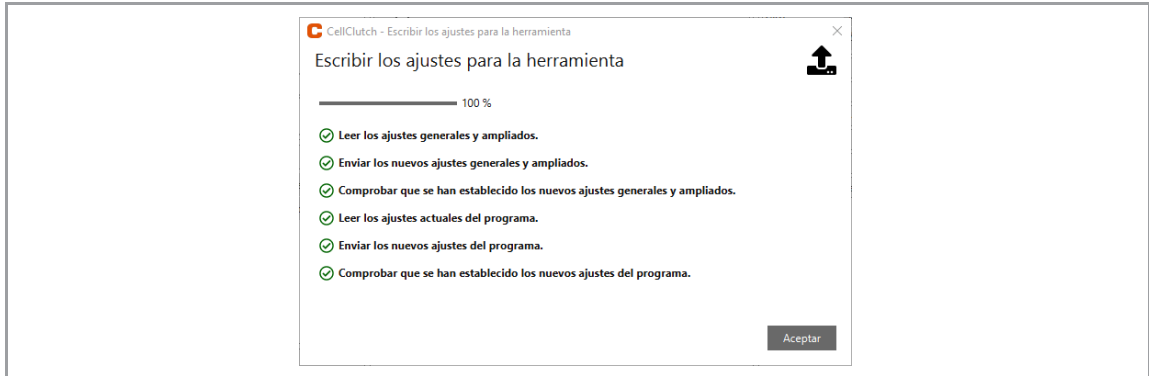 CellClutch - Escribir los ajustes para la herramienta
Escribir los ajustes para la herramienta
100 %
Leer los ajustes generales y ampliados.
Enviar los nuevos ajustes generales y ampliados.
Comprobar que se han establecido los nuevos ajustes generales y ampliados.
Leer los ajustes actuales del programa.
Enviar los nuevos ajustes del programa.
Comprobar que se han establecido los nuevos ajustes del programa.
Aceptar